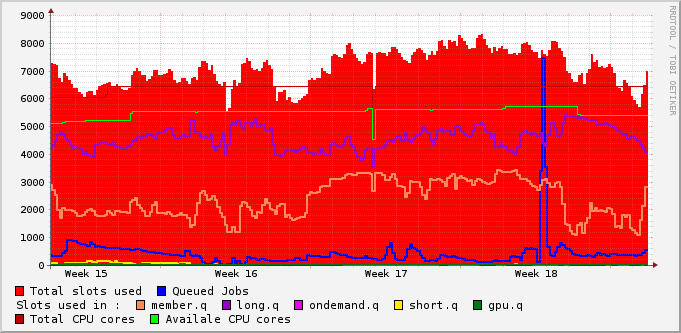 9000
8000
7000
6000
5000
4000
3000
2000
1000
0
Week 15 Week 16 Week 17 Week 18
RRDTOOL / TOBI OETIKER
Total slots used Queued Jobs
Slots used in : member.q long.q ondemand.q short.q gpu.q
Total CPU cores Availale CPU cores